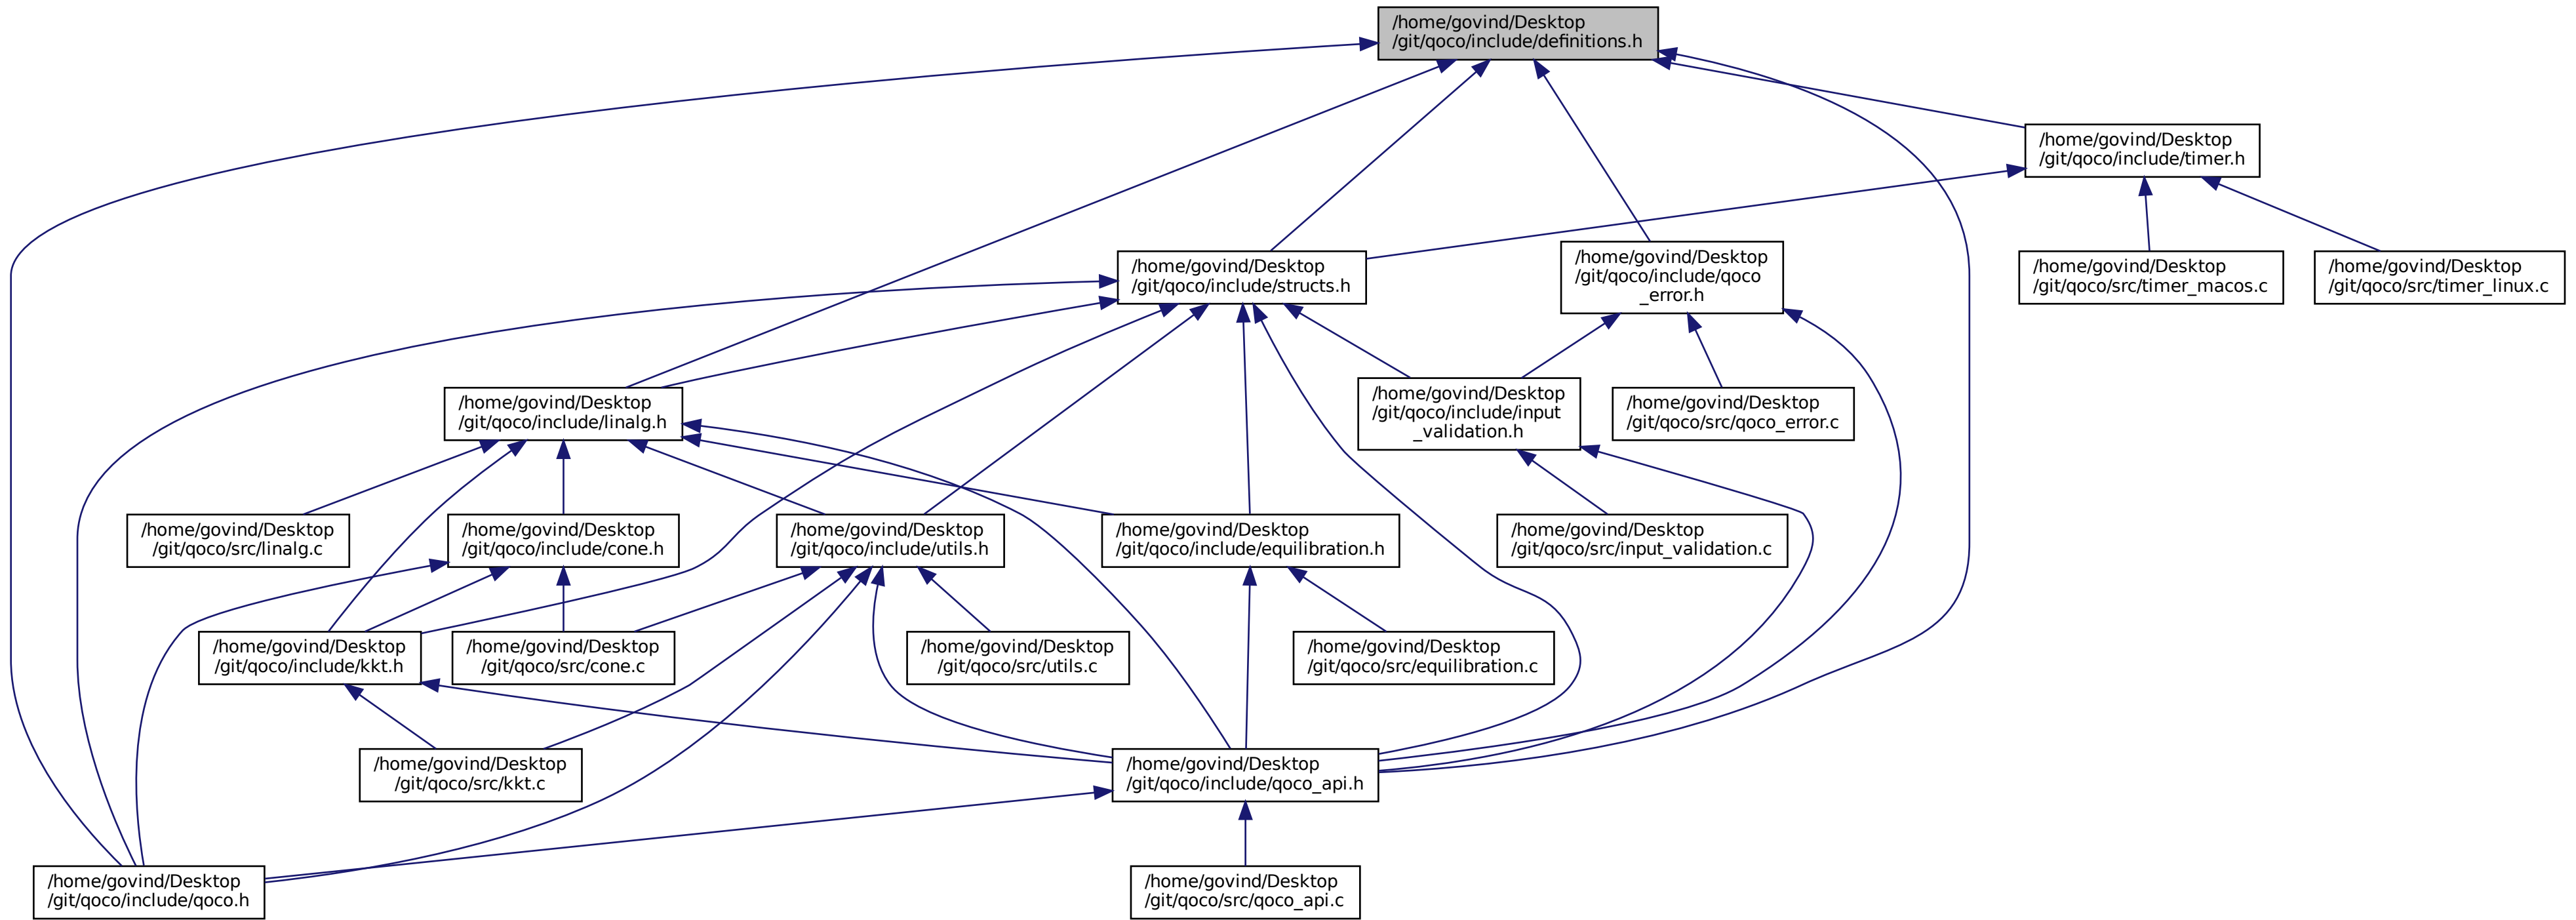 /home/govind/Desktop
/git/qoco/include/definitions.h
/home/govind/Desktop
/git/qoco/include/timer.h
/home/govind/Desktop
/git/qoco/include/structs.h
/home/govind/Desktop
/git/qoco/include/qoco
_error.h
/home/govind/Desktop
/git/qoco/src/timer_macos.c
/home/govind/Desktop
/git/qoco/src/timer_linux.c
/home/govind/Desktop
/git/qoco/include/linalg.h
/home/govind/Desktop
/git/qoco/include/input
_validation.h
/home/govind/Desktop
/git/qoco/src/qoco_error.c
/home/govind/Desktop
/git/qoco/src/linalg.c
/home/govind/Desktop
/git/qoco/include/cone.h
/home/govind/Desktop
/git/qoco/include/utils.h
/home/govind/Desktop
/git/qoco/include/equilibration.h
/home/govind/Desktop
/git/qoco/src/input_validation.c
/home/govind/Desktop
/git/qoco/include/kkt.h
/home/govind/Desktop
/git/qoco/src/cone.c
/home/govind/Desktop
/git/qoco/src/utils.c
/home/govind/Desktop
/git/qoco/src/equilibration.c
/home/govind/Desktop
/git/qoco/src/kkt.c
/home/govind/Desktop
/git/qoco/include/qoco_api.h
/home/govind/Desktop
/git/qoco/include/qoco.h
/home/govind/Desktop
/git/qoco/src/qoco_api.c